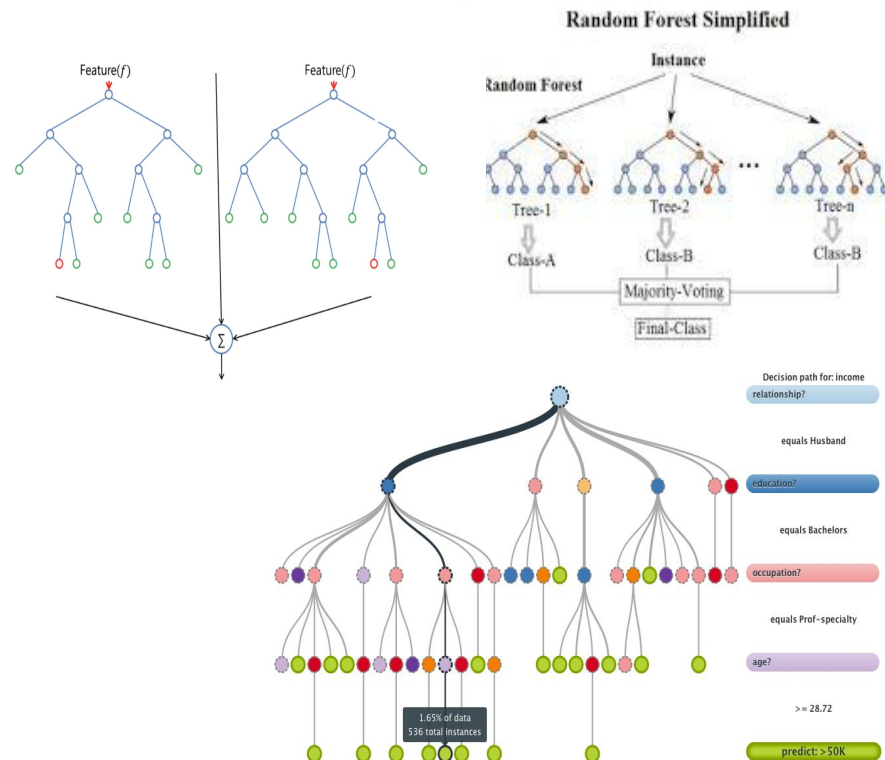 Feature(f)
Feature(f)
Σ
Random Forest Simplified
Instance
Random Forest
Tree-1
Tree-2
...
Tree-n
Class-A
Class-B
Class-B
Majority-Voting
Final-Class
Decision path for: income
relationship?
equals Husband
education?
equals Bachelors
occupation?
equals Prof-specialty
age?
>= 28.72
predict: >50K
1.65% of data
536 total instances